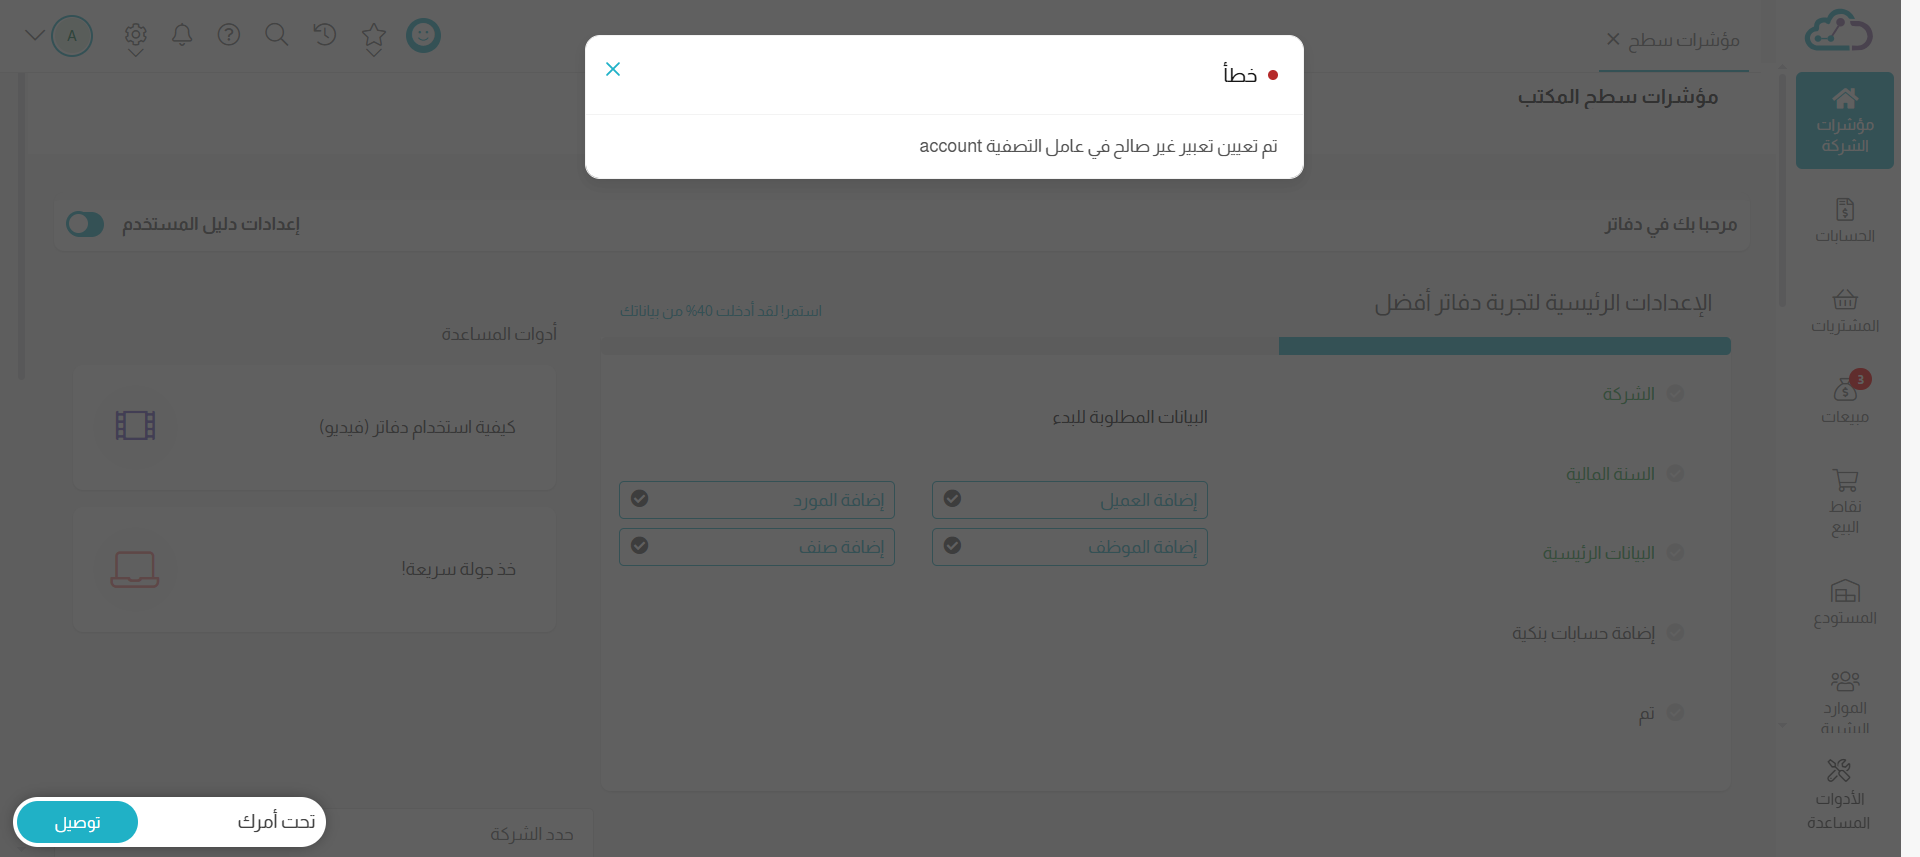 مؤشرات سطح
A
خطأ
تم تعيين تعبير غير صالح في عامل التصفية account
مؤشرات سطح المكتب
مرحبا بك في دفاتر
إعدادات دليل المستخدم
الإعدادات الرئيسية لتجربة دفاتر أفضل
استمر! لقد أدخلت 40% من بياناتك
الشركة
السنة المالية
البيانات الرئيسية
إضافة حسابات بنكية
تم
البيانات المطلوبة للبدء
إضافة العميل
إضافة المورد
إضافة الموظف
إضافة صنف
أدوات المساعدة
كيفية استخدام دفاتر (فيديو)
خذ جولة سريعة!
حدد الشركة
تحت أمرك
توصيل
مؤشرات
الشركة
الحسابات
المشتريات
3
مبيعات
نقاط
البيع
المستودع
الموارد
البشرية
الأدوات
المساعدة